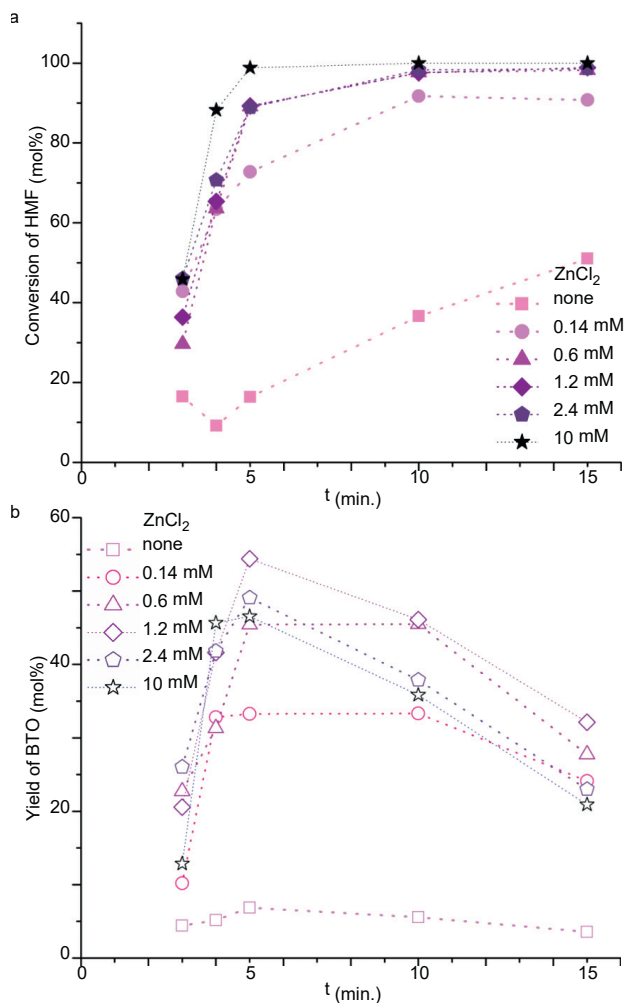 a
Conversion of HMF (mol%)
100
80
60
40
20
0
0
5
10
15
t (min.)
ZnCl₂
none
0.14 mM
0.6 mM
1.2 mM
2.4 mM
10 mM
b
Yield of BTO (mol%)
60
40
20
0
0
5
10
15
t (min.)
ZnCl₂
none
0.14 mM
0.6 mM
1.2 mM
2.4 mM
10 mM